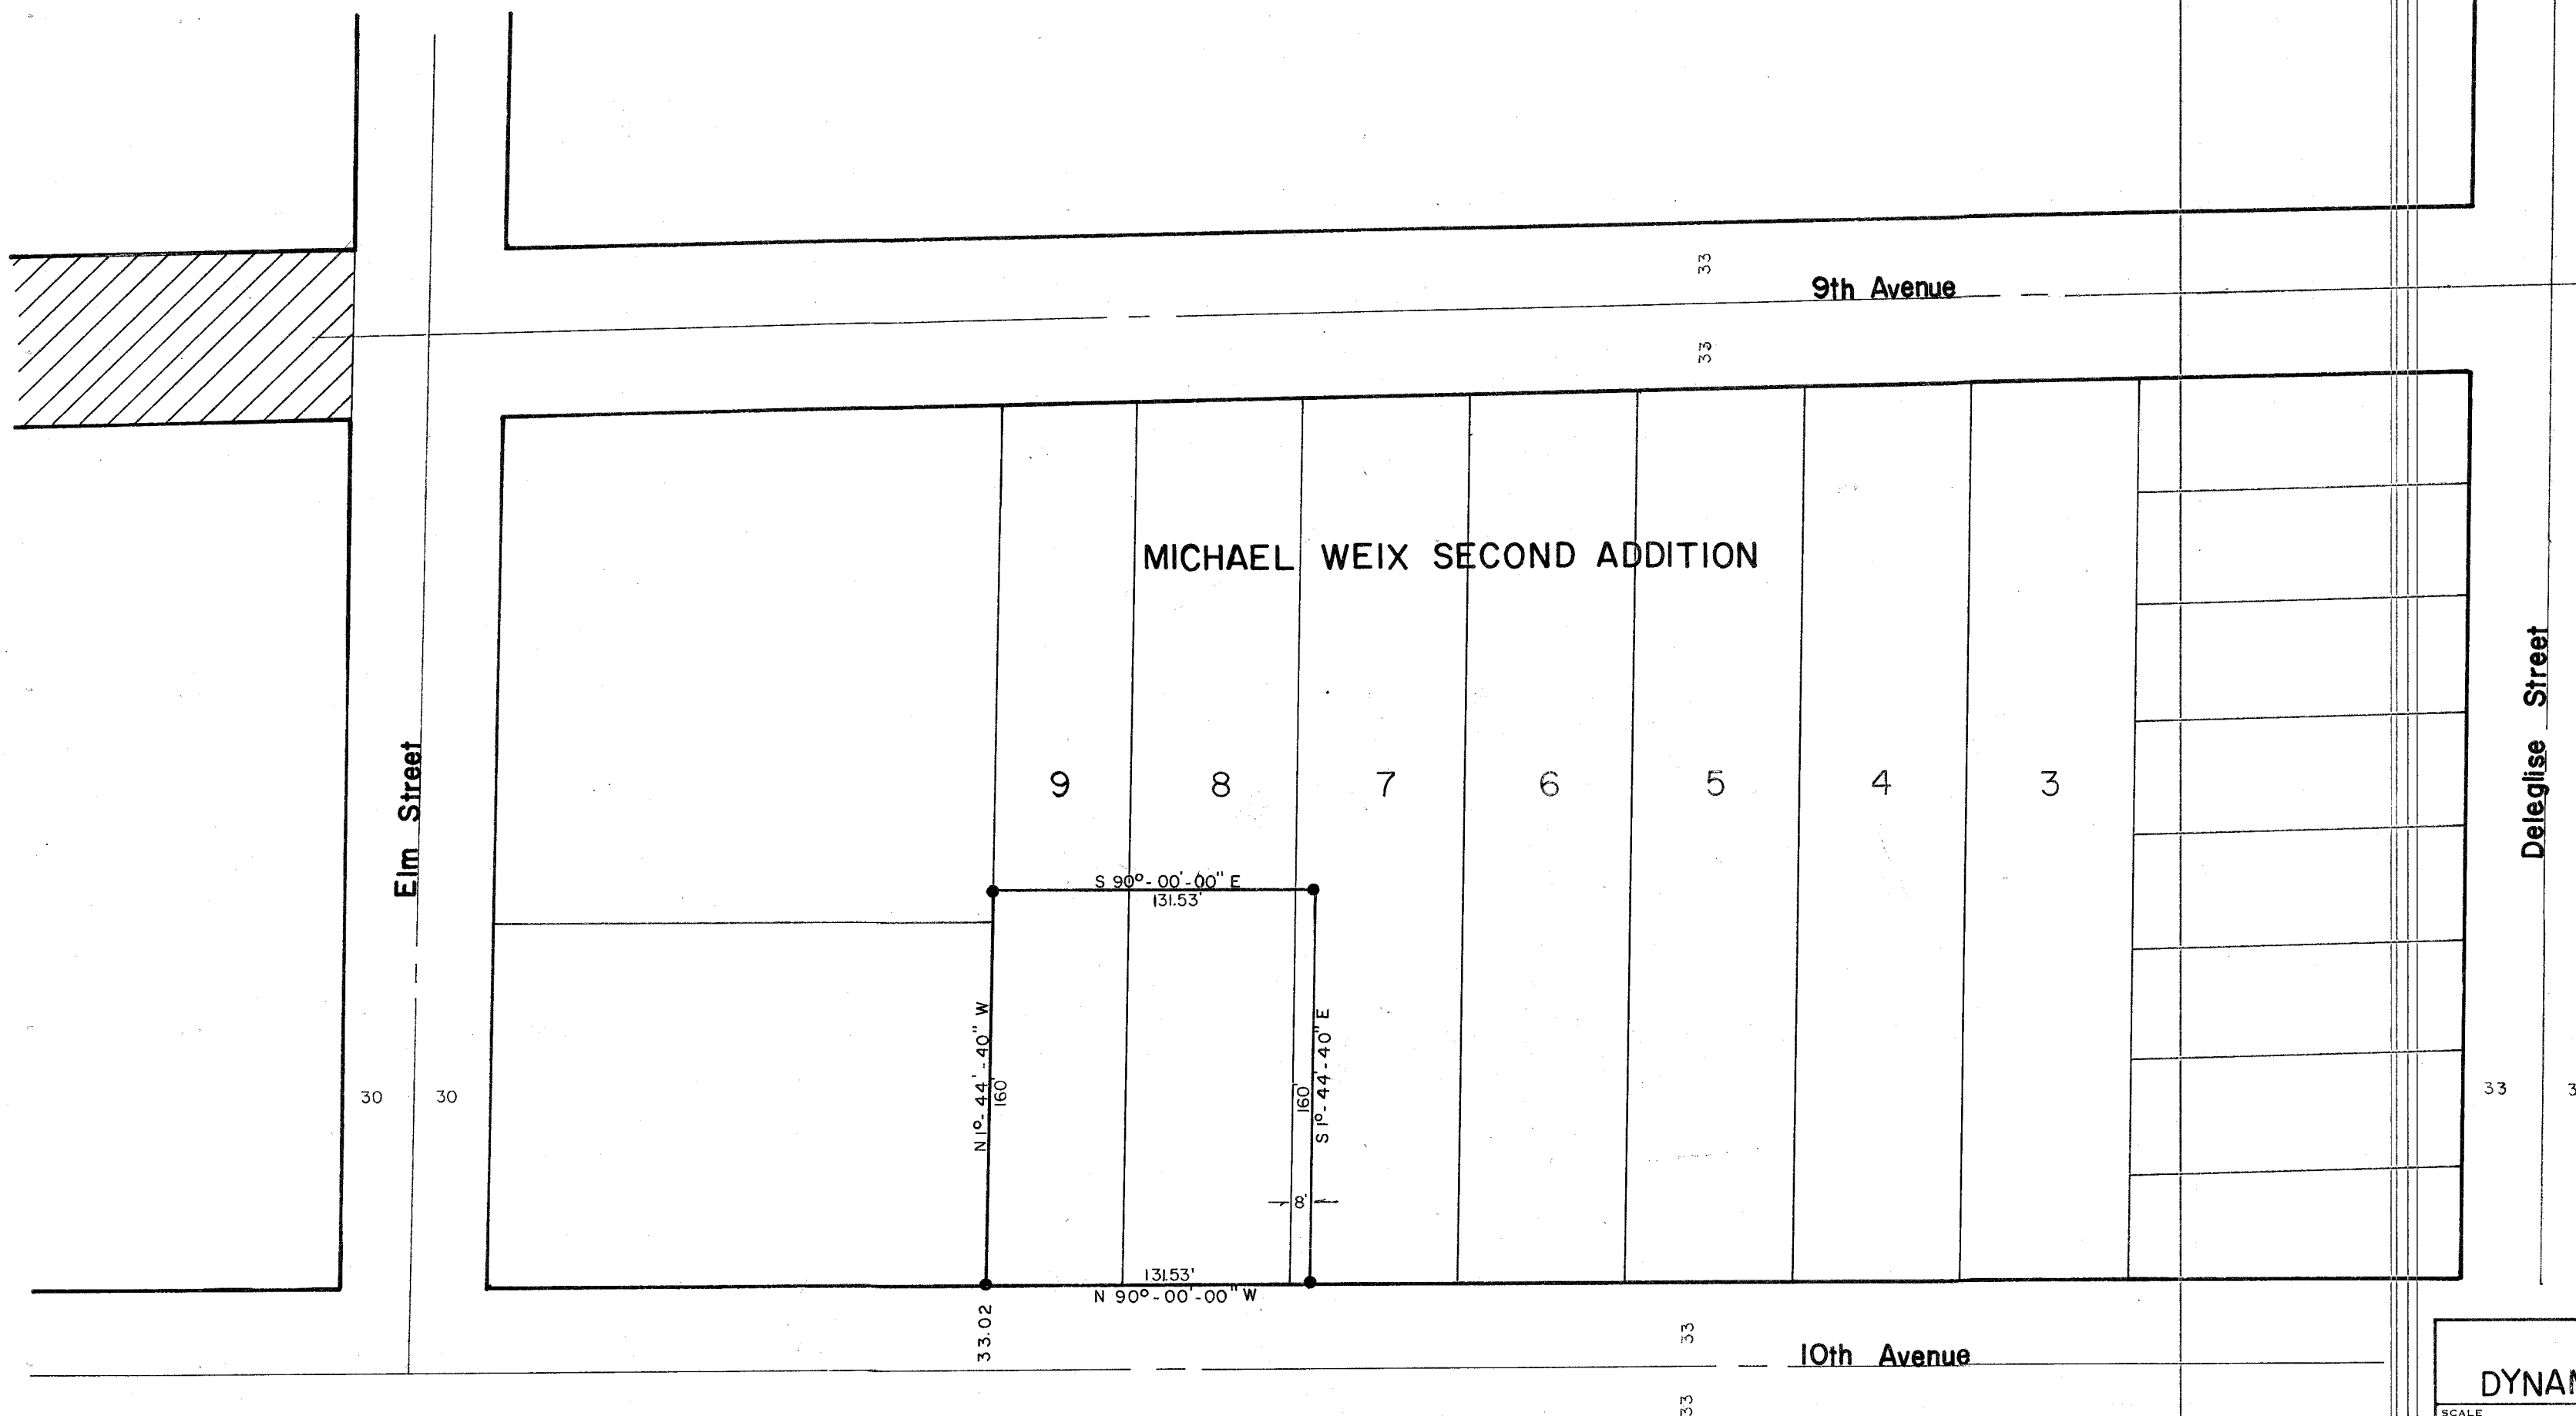 33
9th Avenue
33
MICHAEL WEIX SECOND ADDITION
Elm Street
Deleglise Street
9 8 7 6 5 4 3
S 90°-00'-00" E
131.53'
N 1°-44'-40" W
160'
160'
S 1°-44'-40" E
30 30
33
8'
131.53'
N 90°-00'-00" W
33.02
33
10th Avenue
33
SCALE